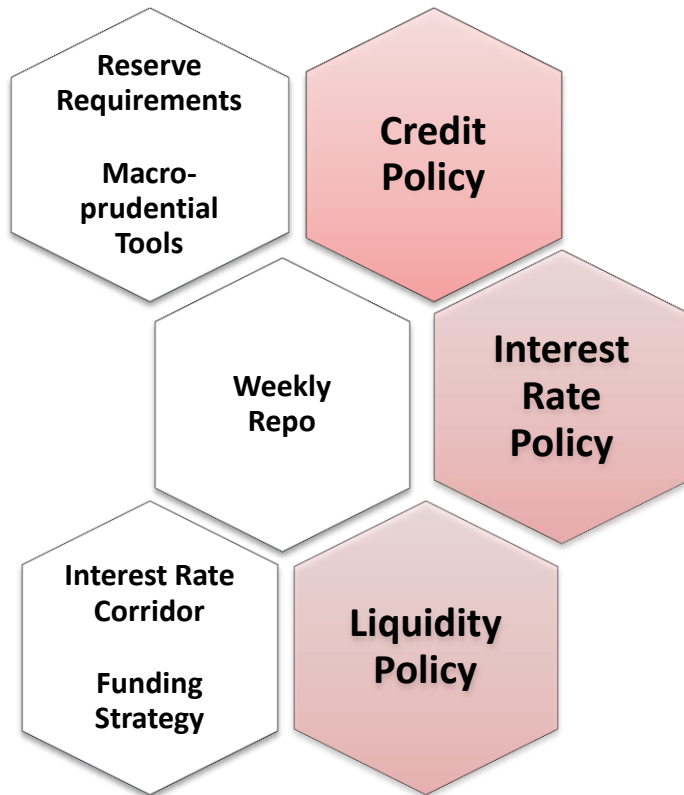 Reserve
Requirements
Macro-
prudential
Tools
Credit
Policy
Weekly
Repo
Interest
Rate
Policy
Interest Rate
Corridor
Funding
Strategy
Liquidity
Policy